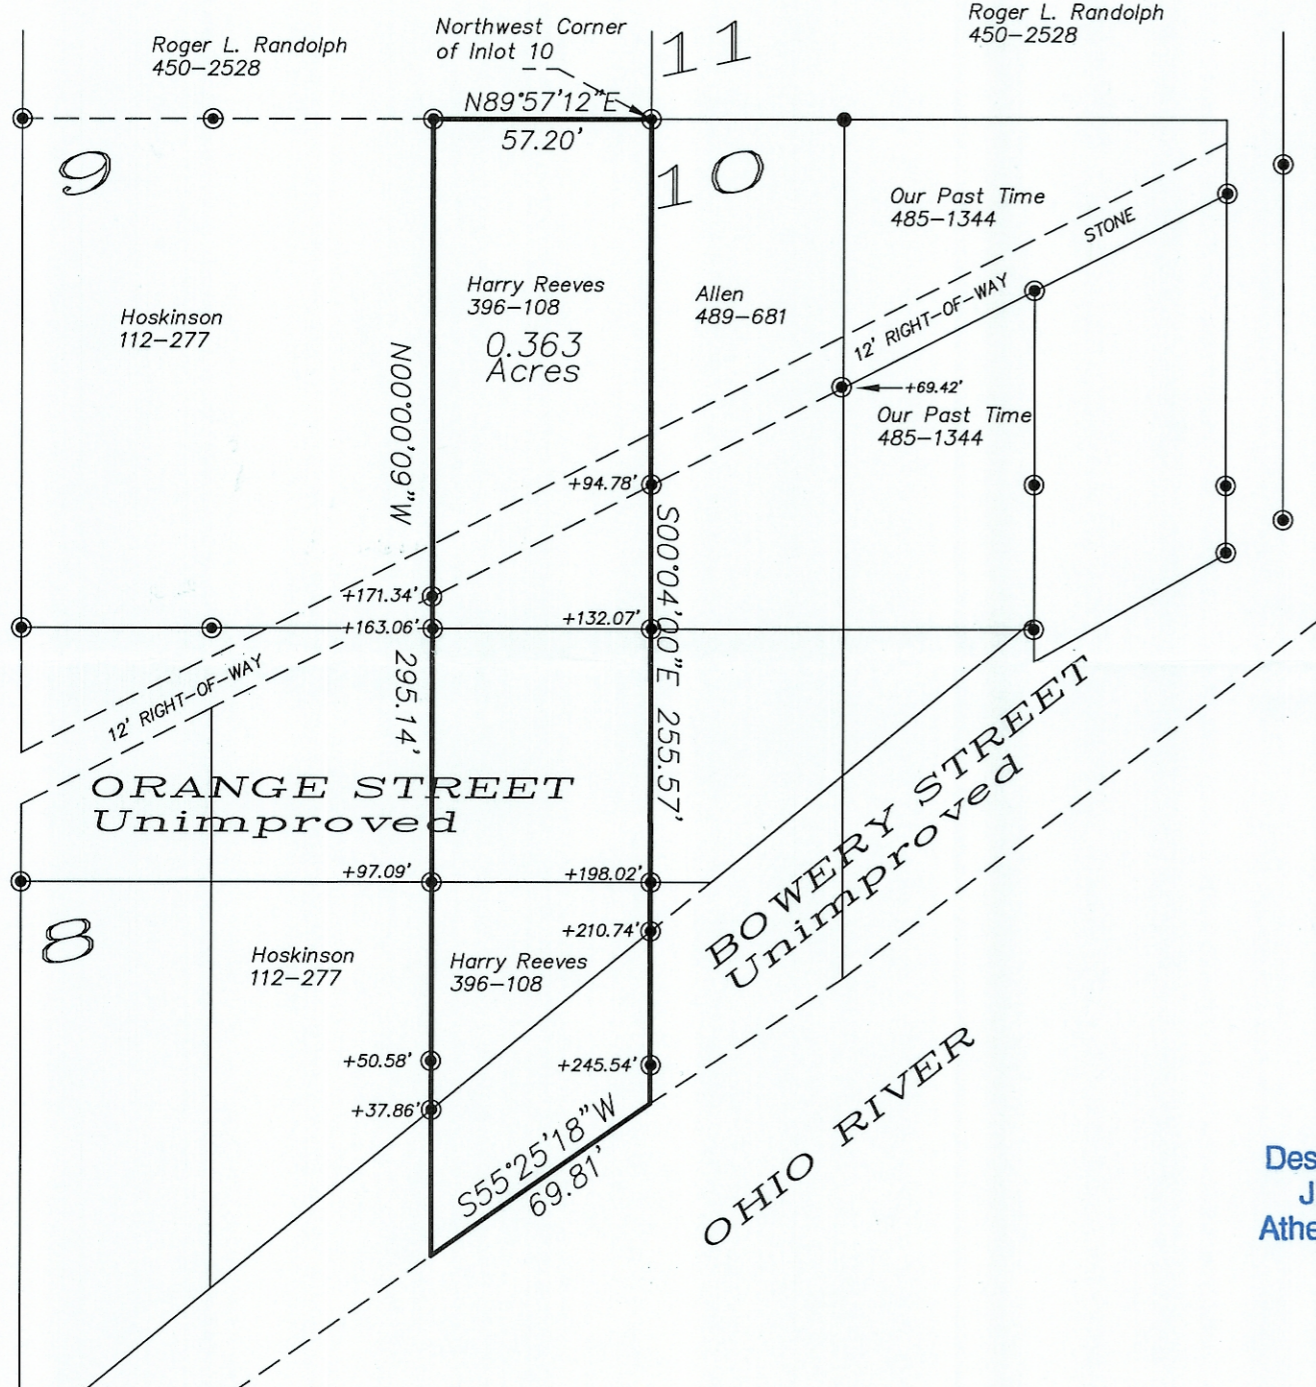 Roger L. Randolph
450-2528
Northwest Corner
of Inlot 10
11
Roger L. Randolph
450-2528
N89°57'12"E
57.20'
9
10
Our Past Time
485-1344
STONE
12' RIGHT-OF-WAY
Hoskinson
112-277
Harry Reeves
396-108
0.363
Acres
Allen
489-681
N00°00'09"W
295.14'
+69.42'
Our Past Time
485-1344
+94.78'
S00°04'00"E 255.57'
+171.34'
+163.06'
+132.07'
12' RIGHT-OF-WAY
ORANGE STREET
Unimproved
BOWERY STREET
Unimproved
+97.09'
+198.02'
+210.74'
8
Hoskinson
112-277
Harry Reeves
396-108
+50.58'
+245.54'
+37.86'
S55°25'18"W
69.81'
OHIO RIVER
Des
J
Athe